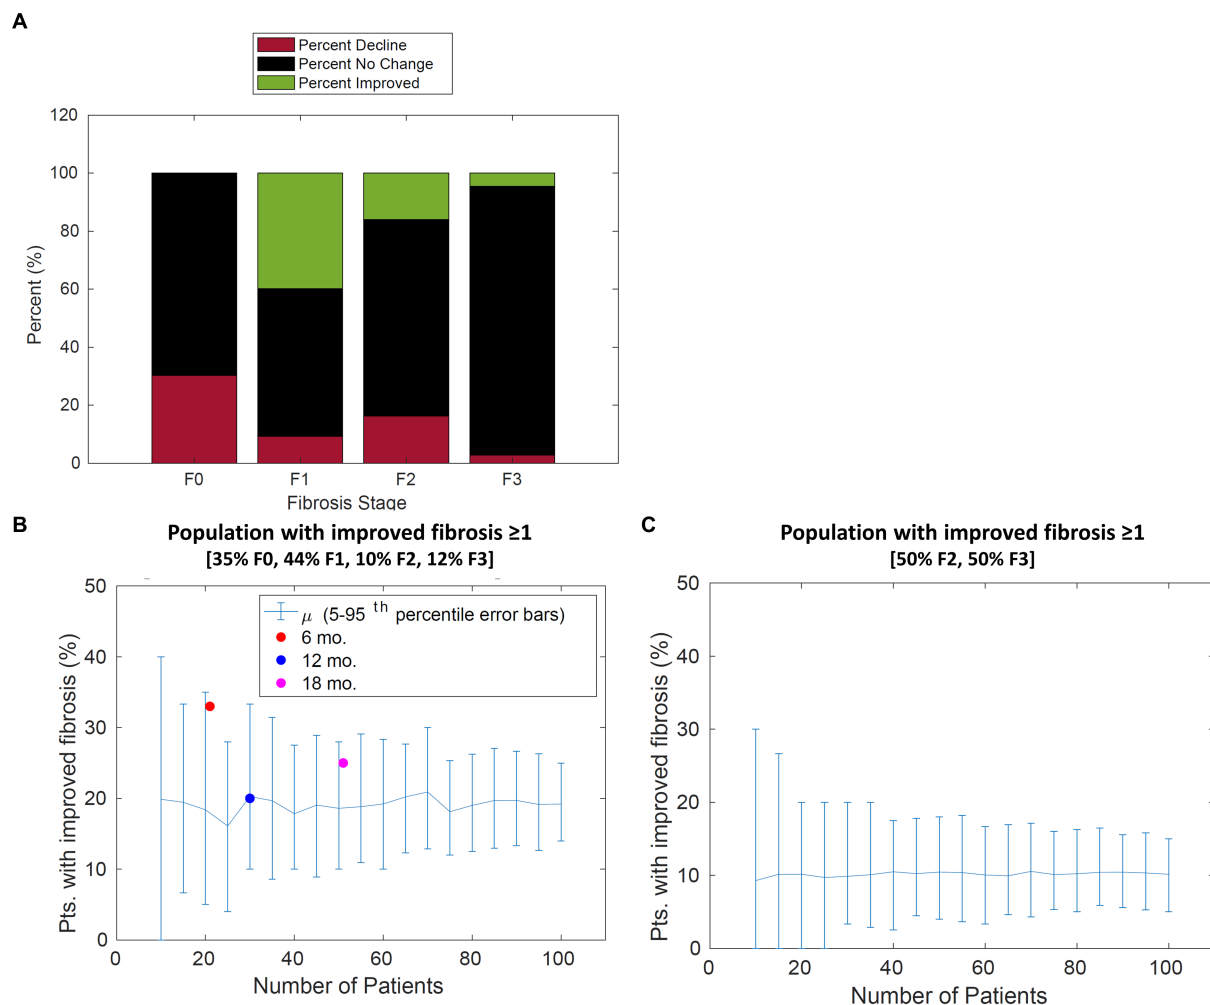 A
Percent Decline
Percent No Change
Percent Improved
120
100
80
60
40
20
0
Percent (%)
F0 F1 F2 F3
Fibrosis Stage
B
Population with improved fibrosis ≥1
[35% F0, 44% F1, 10% F2, 12% F3]
50
40
30
20
10
0
Pts. with improved fibrosis (%)
μ (5-95 th percentile error bars)
6 mo.
12 mo.
18 mo.
0 20 40 60 80 100
Number of Patients
C
Population with improved fibrosis ≥1
[50% F2, 50% F3]
50
40
30
20
10
0
Pts. with improved fibrosis (%)
0 20 40 60 80 100
Number of Patients